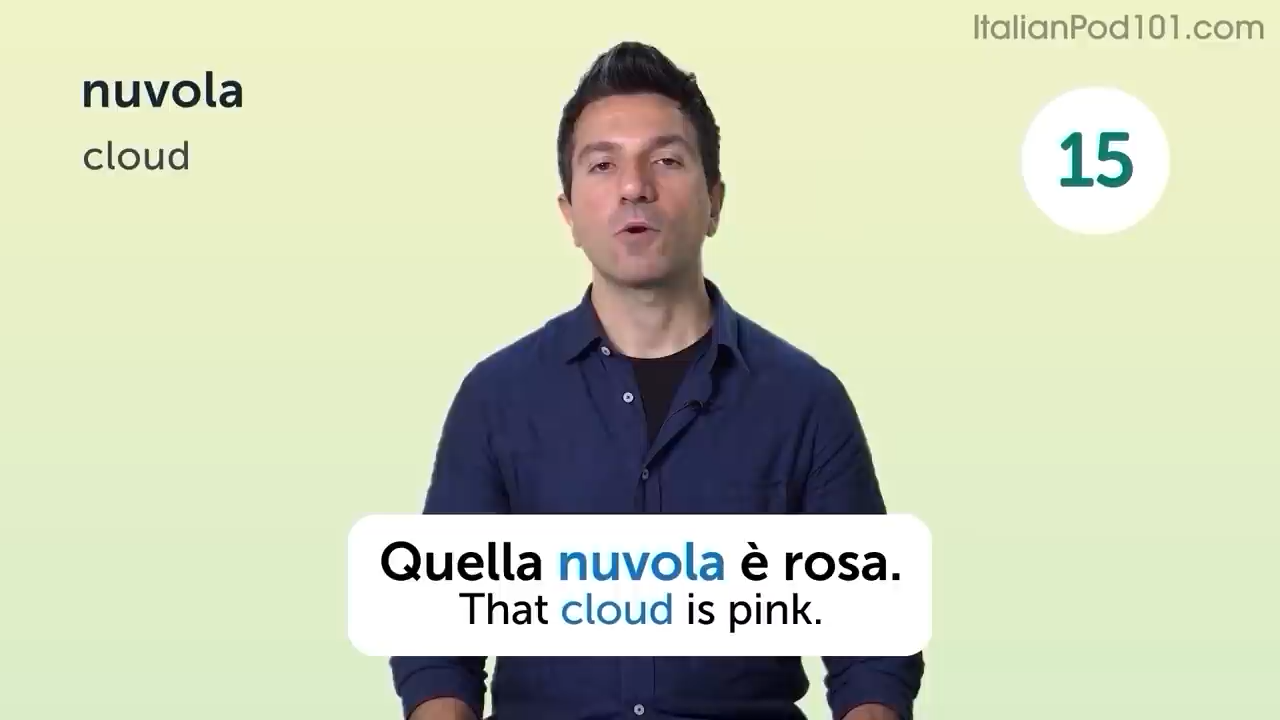 ItalianPod101.com
nuvola
cloud
15
Quella nuvola è rosa.
That cloud is pink.